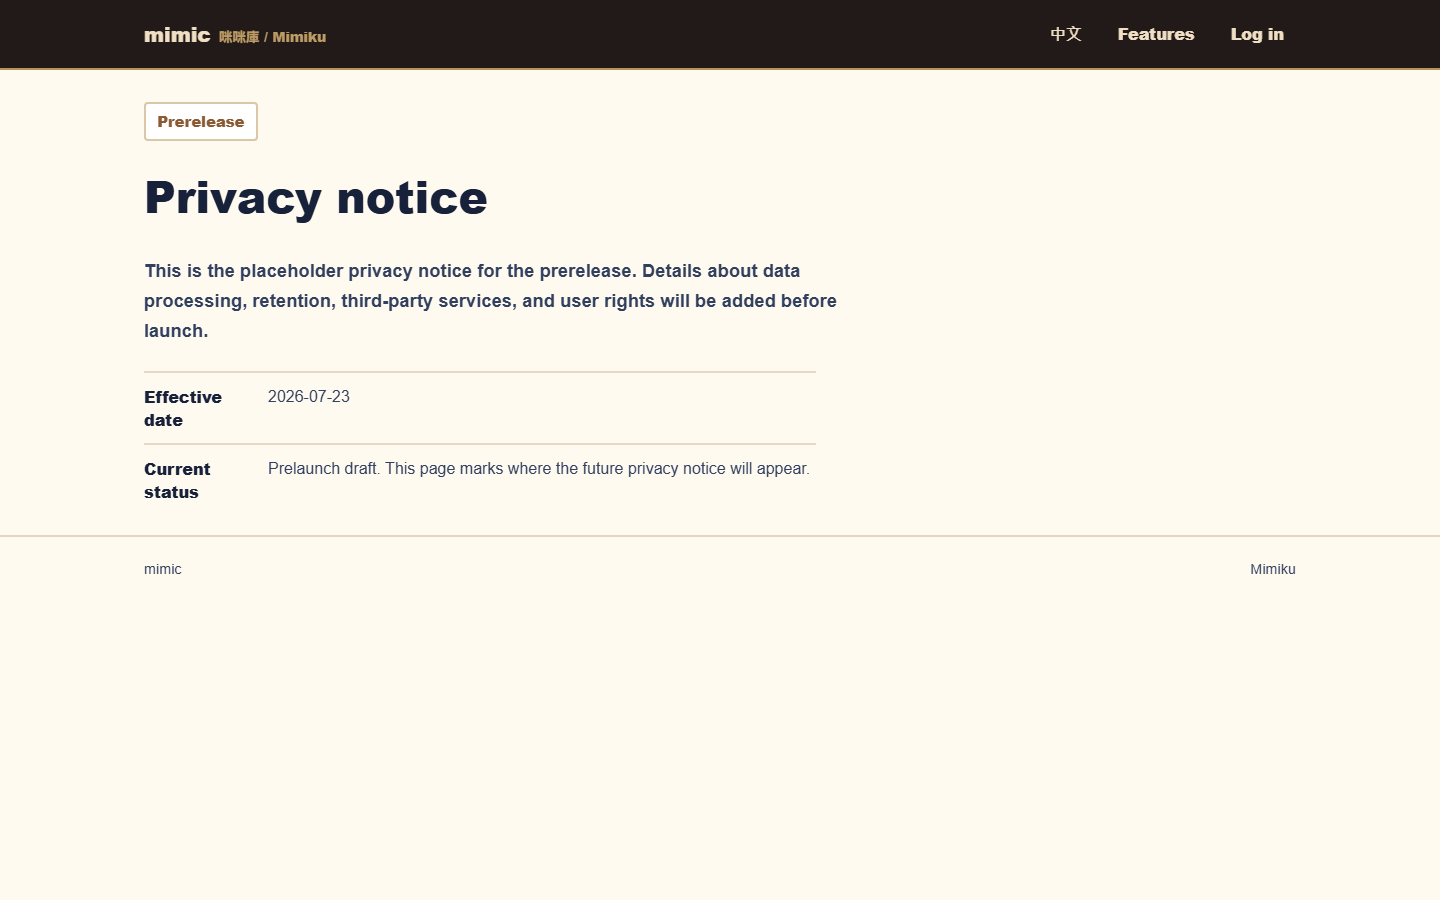 mimic 咪咪庫 / Mimiku
中文 Features Log in
Prerelease
Privacy notice
This is the placeholder privacy notice for the prerelease. Details about data
processing, retention, third-party services, and user rights will be added before
launch.
Effective date 2026-07-23
Current status Prelaunch draft. This page marks where the future privacy notice will appear.
mimic
Mimiku